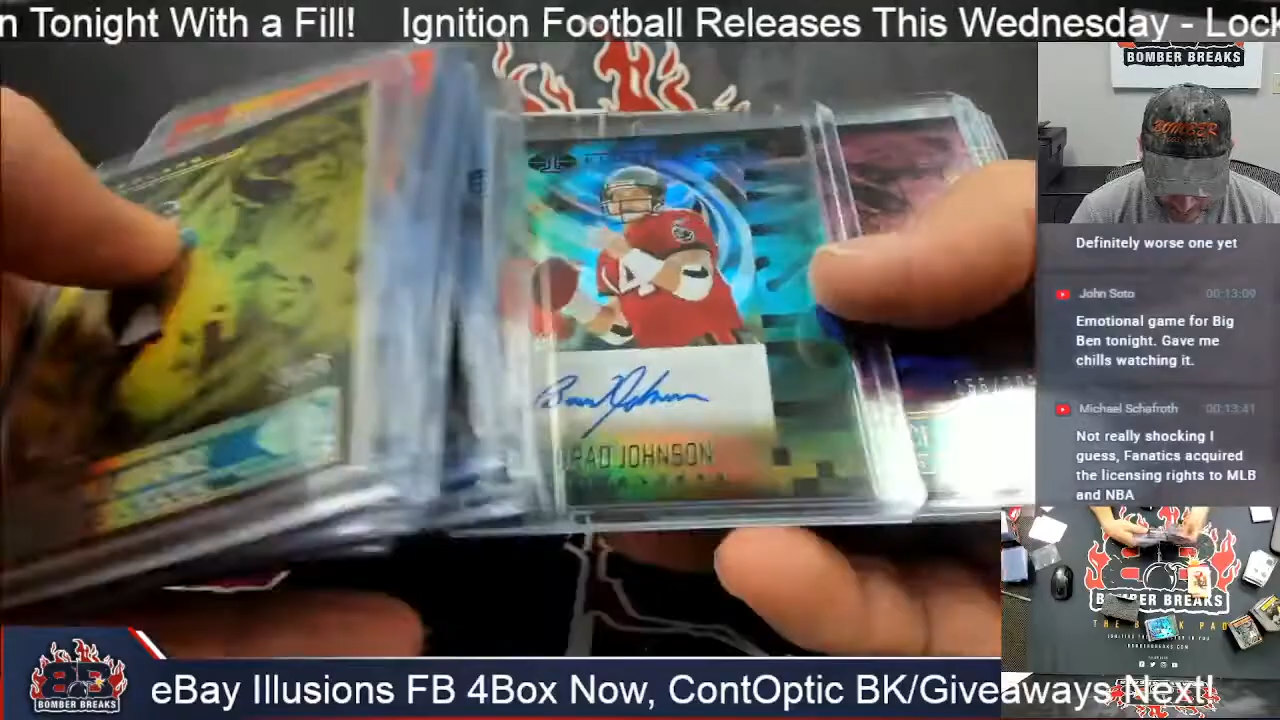 n Tonight With a Fill! Ignition Football Releases This Wednesday - Lock
BOMBER BREAKS
BOMBER
Definitely worse one yet
John Soto 00:13:09
Emotional game for Big
Ben tonight. Gave me
chills watching it.
Michael Schafroth 00:13:41
Not really shocking I
guess, Fanatics acquired
the licensing rights to MLB
and NBA
Brad Johnson
BRAD JOHNSON
BOMBER BREAKS
BOMBER BREAKS
eBay Illusions FB 4Box Now, ContOptic BK/Giveaways Next!